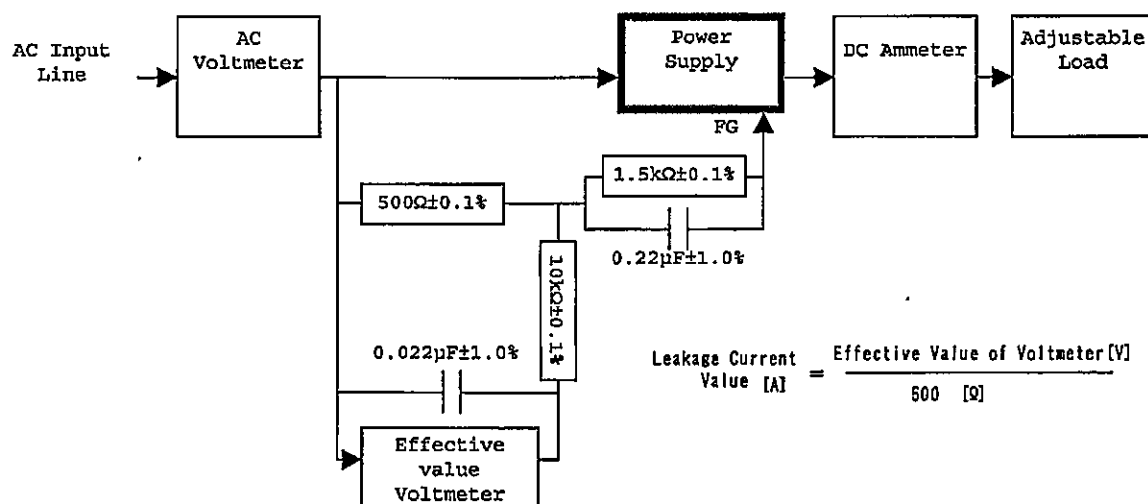 AC Input
Line
AC
Voltmeter
Power
Supply
DC Ammeter
Adjustable
Load
FG
1.5kΩ±0.1%
500Ω±0.1%
0.22µF±1.0%
10kΩ±0.1%
0.022µF±1.0%
Leakage Current
Value [A]
=
Effective Value of Voltmeter[V]
500 [Ω]
Effective
value
Voltmeter